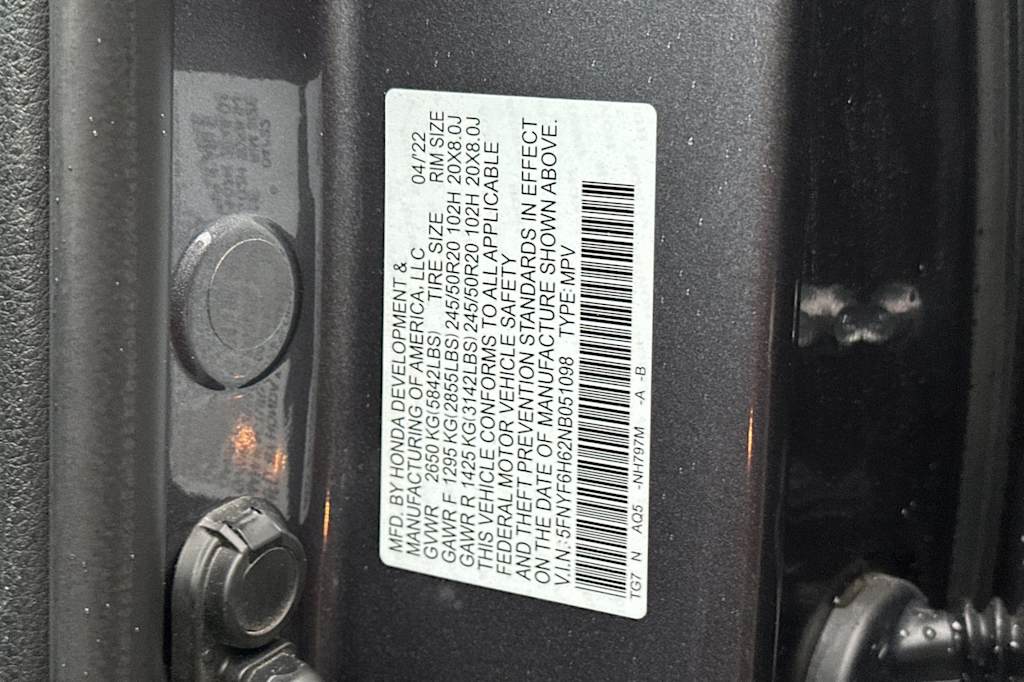 MFD. BY HONDA DEVELOPMENT &
MANUFACTURING OF AMERICA, LLC 04/'22
GVWR 2650 KG(5842LBS) TIRE SIZE RIM SIZE
GAWR F 1295 KG(2855LBS) 245/50R20 102H 20X8.0J
GAWR R 1425 KG(3142LBS) 245/50R20 102H 20X8.0J
THIS VEHICLE CONFORMS TO ALL APPLICABLE
FEDERAL MOTOR VEHICLE SAFETY
AND THEFT PREVENTION STANDARDS IN EFFECT
ON THE DATE OF MANUFACTURE SHOWN ABOVE.
V.I.N:5FNYF6H62NB051098 TYPE:MPV
TG7 N AQ5 -NH797M -A -B